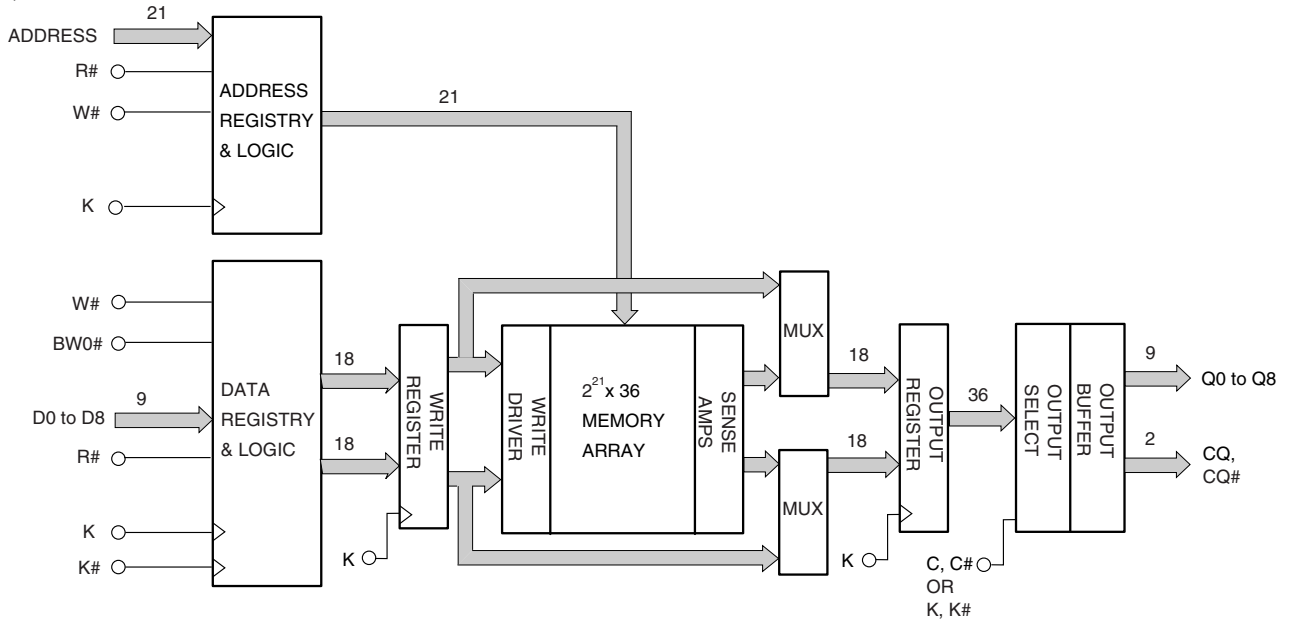 21
ADDRESS
R#
W#
K
ADDRESS
REGISTRY
& LOGIC
21
W#
BW0#
9
D0 to D8
R#
K
K#
DATA
REGISTRY
& LOGIC
18
18
WRITE
REGISTER
K
WRITE
DRIVER
2²¹ x 36
MEMORY
ARRAY
SENSE
AMPS
MUX
MUX
18
18
OUTPUT
REGISTER
K
36
OUTPUT
SELECT
OUTPUT
BUFFER
C, C#
OR
K, K#
9
Q0 to Q8
2
CQ,
CQ#